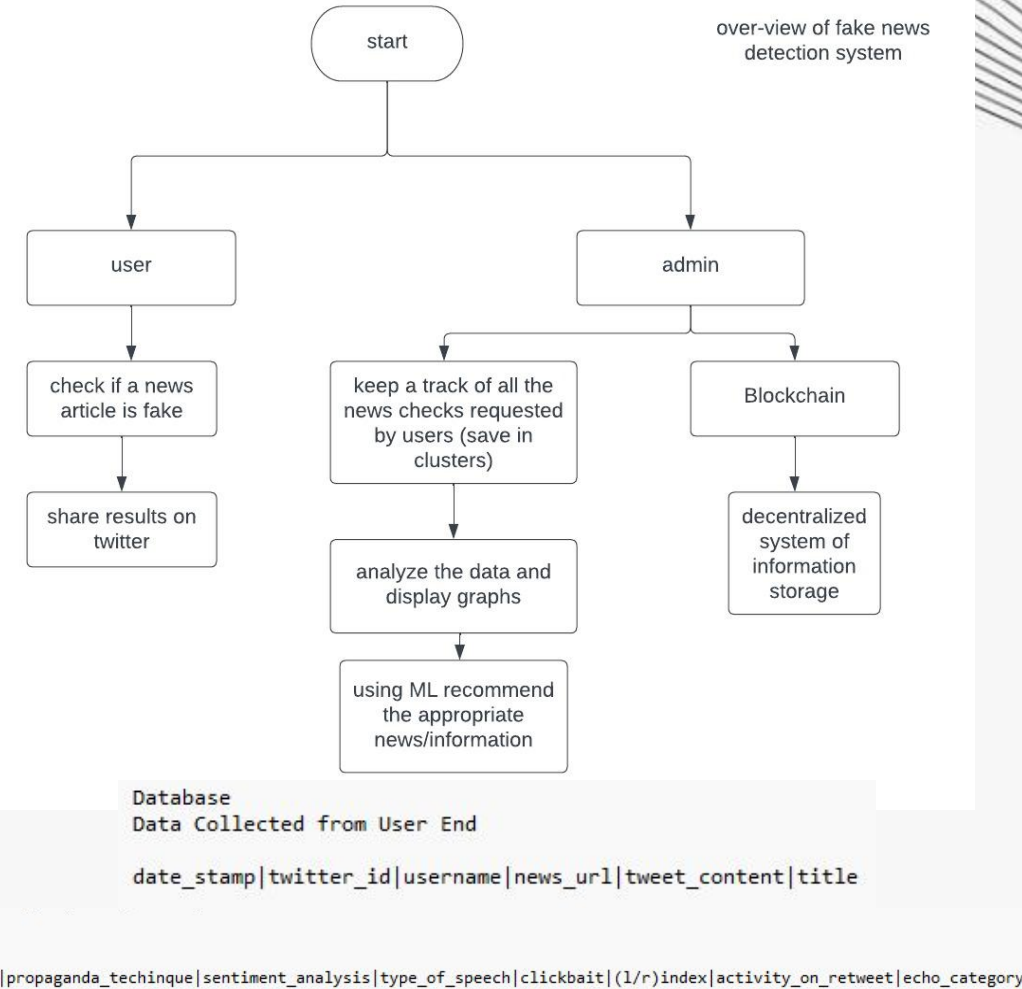 start
over-view of fake news
detection system
user
admin
check if a news
article is fake
keep a track of all the
news checks requested
by users (save in
clusters)
Blockchain
share results on
twitter
analyze the data and
display graphs
decentralized
system of
information
storage
using ML recommend
the appropriate
news/information
Database
Data Collected from User End
date_stamp|twitter_id|username|news_url|tweet_content|title
|propaganda_techinque|sentiment_analysis|type_of_speech|clickbait|(l/r)index|activity_on_retweet|echo_category